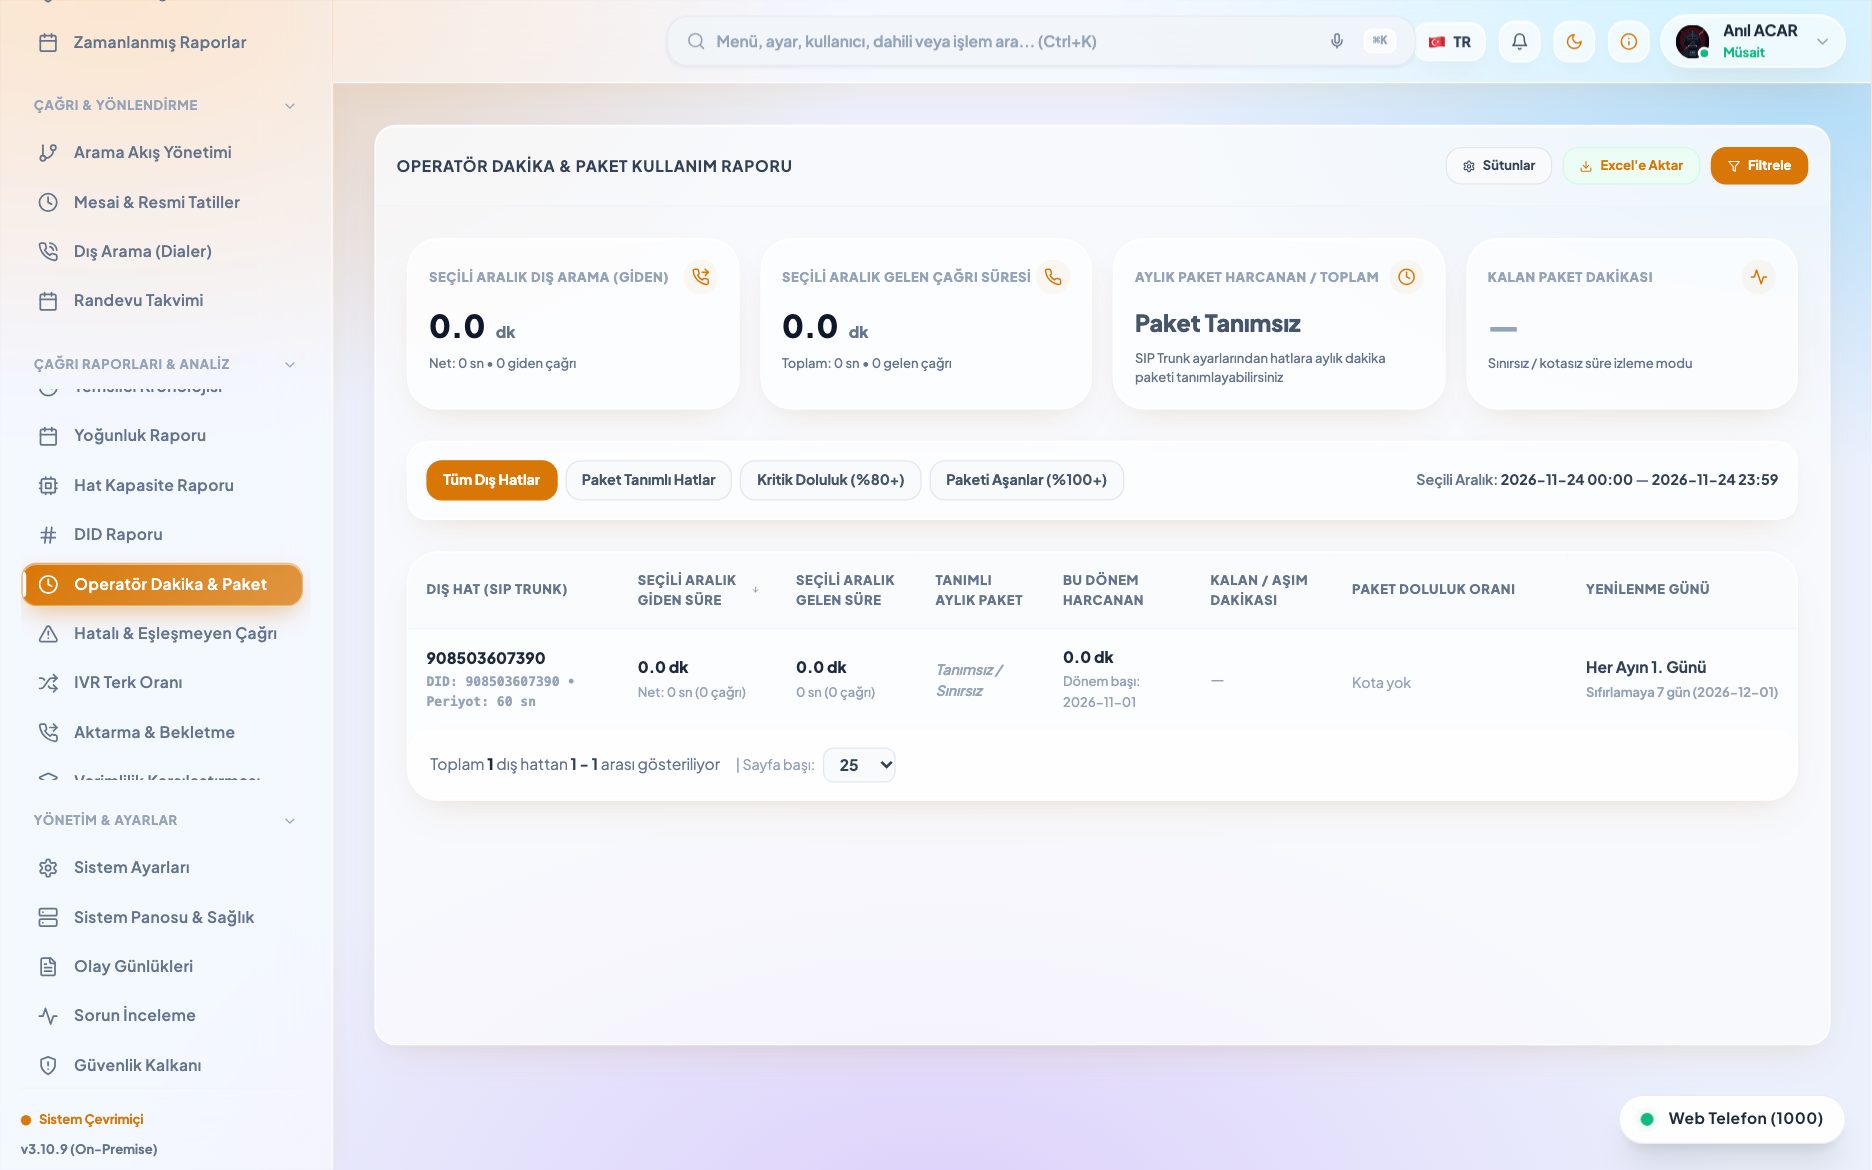 Zamanlanmış Raporlar
ÇAĞRI & YÖNLENDİRME
Arama Akış Yönetimi
Mesai & Resmi Tatiller
Dış Arama (Dialer)
Randevu Takvimi
ÇAĞRI RAPORLARI & ANALİZ
Yoğunluk Raporu
Hat Kapasite Raporu
DID Raporu
Operatör Dakika & Paket
Hatalı & Eşleşmeyen Çağrı
IVR Terk Oranı
Aktarma & Bekletme
YÖNETİM & AYARLAR
Sistem Ayarları
Sistem Panosu & Sağlık
Olay Günlükleri
Sorun İnceleme
Güvenlik Kalkanı
Sistem Çevrimiçi
v3.10.9 (On-Premise)
Menü, ayar, kullanıcı, dahili veya işlem ara... (Ctrl+K)
⌘K
TR
Anıl ACAR
Müsait
OPERATÖR DAKİKA & PAKET KULLANIM RAPORU
Sütunlar
Excel'e Aktar
Filtrele
SEÇİLİ ARALIK DIŞ ARAMA (GİDEN)
0.0 dk
Net: 0 sn • 0 giden çağrı
SEÇİLİ ARALIK GELEN ÇAĞRI SÜRESİ
0.0 dk
Toplam: 0 sn • 0 gelen çağrı
AYLIK PAKET HARCANAN / TOPLAM
Paket Tanımsız
SIP Trunk ayarlarından hatlara aylık dakika
paketi tanımlayabilirsiniz
KALAN PAKET DAKİKASI
—
Sınırsız / kotasız süre izleme modu
Tüm Dış Hatlar
Paket Tanımlı Hatlar
Kritik Doluluk (%80+)
Paketi Aşanlar (%100+)
Seçili Aralık: 2026-11-24 00:00 — 2026-11-24 23:59
DIŞ HAT (SIP TRUNK)
SEÇİLİ ARALIK
GİDEN SÜRE ↓
SEÇİLİ ARALIK
GELEN SÜRE
TANIMLI
AYLIK PAKET
BU DÖNEM
HARCANAN
KALAN / AŞIM
DAKİKASI
PAKET DOLULUK ORANI
YENİLENME GÜNÜ
908503607390
DID: 908503607390 •
Periyot: 60 sn
0.0 dk
Net: 0 sn (0 çağrı)
0.0 dk
0 sn (0 çağrı)
Tanımsız /
Sınırsız
0.0 dk
Dönem başı:
2026-11-01
—
Kota yok
Her Ayın 1. Günü
Sıfırlamaya 7 gün (2026-12-01)
Toplam 1 dış hattan 1 - 1 arası gösteriliyor | Sayfa başı: 25
Web Telefon (1000)